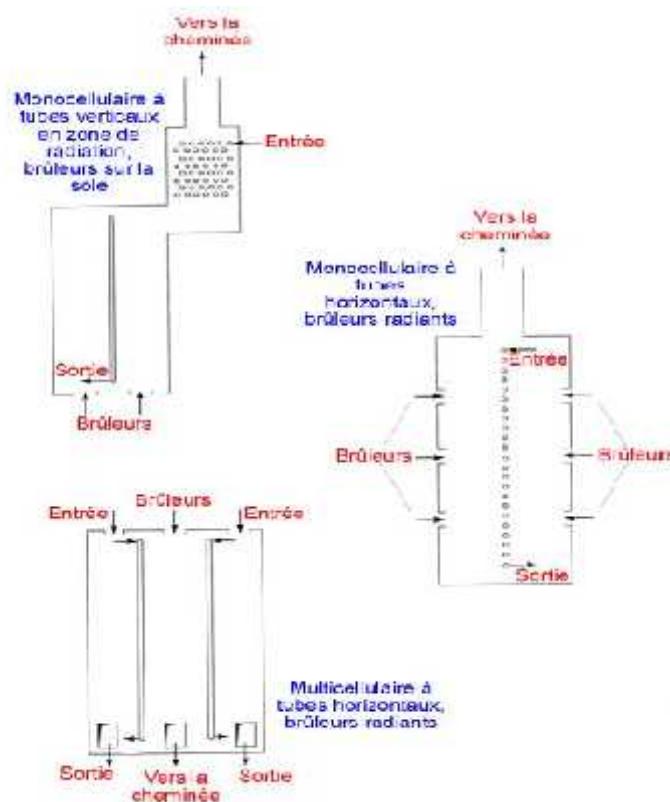 Vers la
cheminée
Monocellulaire à
tubes verticaux
en zone de
radiation,
brûleurs sur la
sole
Entrée
Sortie
Brûleurs
Vers la
cheminée
Monocellulaire à
tubes
horizontaux,
brûleurs radiants
Entrée
Brûleurs
Brûleurs
Sortie
Entrée
Brûleurs
Entrée
Multicellulaire à
tubes horizontaux,
brûleurs radiants
Sortie
Vers la
cheminée
Sortie